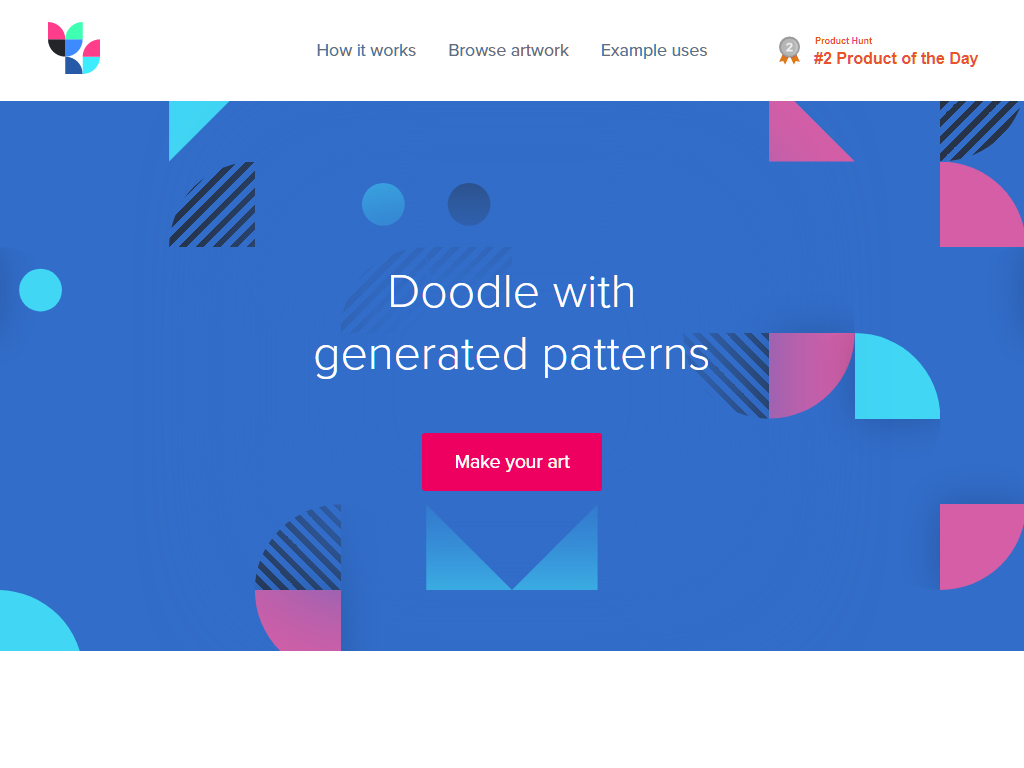 How it works
Browse artwork
Example uses
2
Product Hunt
#2 Product of the Day
Doodle with
generated patterns
Make your art